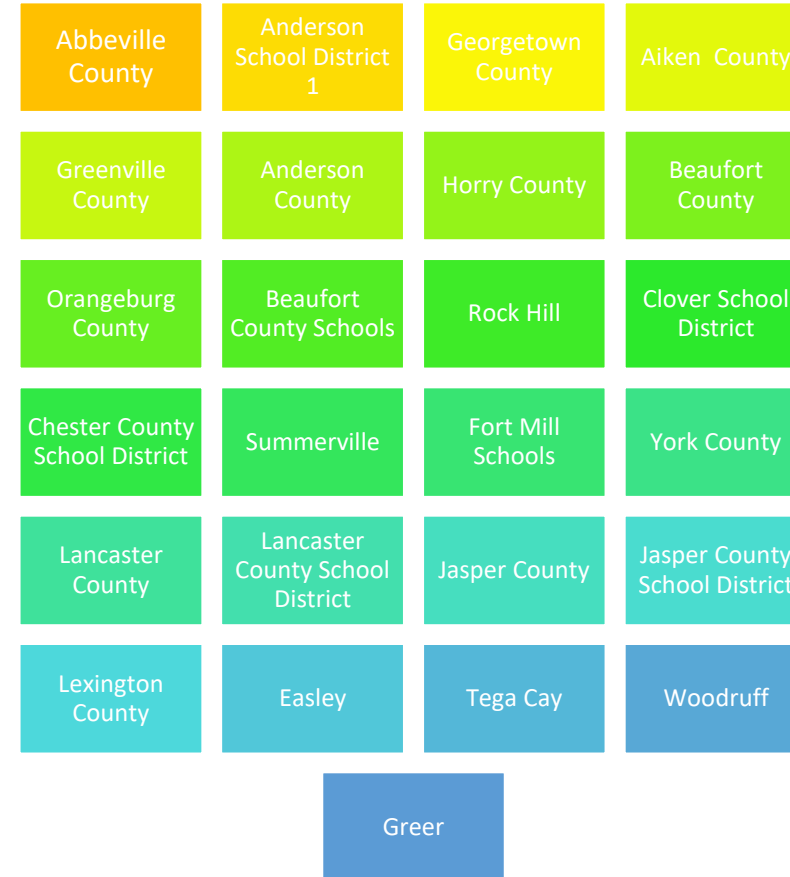 Abbeville
County
Anderson
School District
1
Georgetown
County
Aiken  County
Greenville
County
Anderson
County
Horry County
Beaufort
County
Orangeburg
County
Beaufort
County Schools
Rock Hill
Clover School
District
Chester County
School District
Summerville
Fort Mill
Schools
York County
Lancaster
County
Lancaster
County School
District
Jasper County
Jasper County
School District
Lexington
County
Easley
Tega Cay
Woodruff
Greer